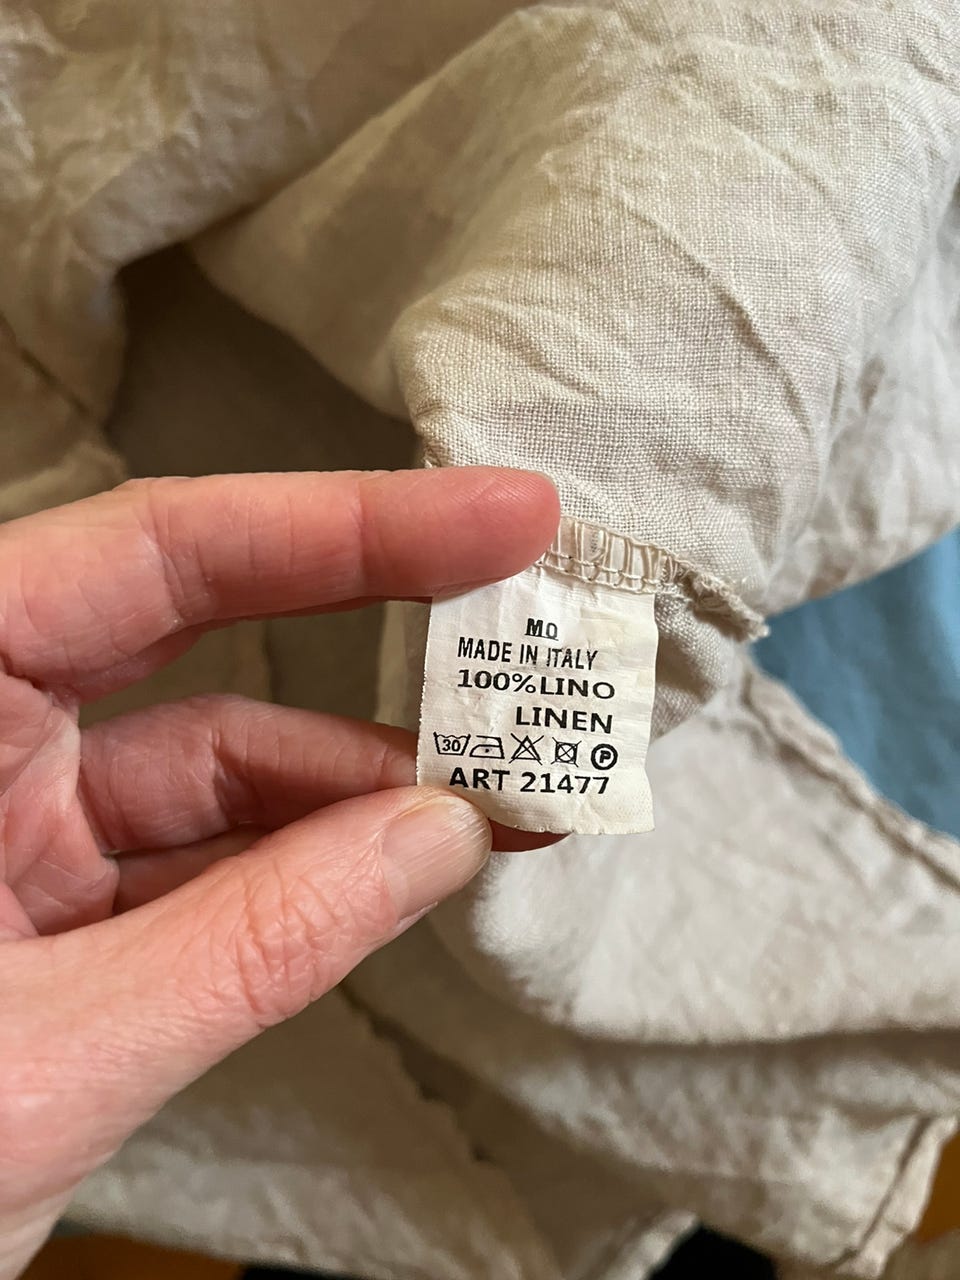 MQ
MADE IN ITALY
100%LINO
LINEN
30 P
ART 21477